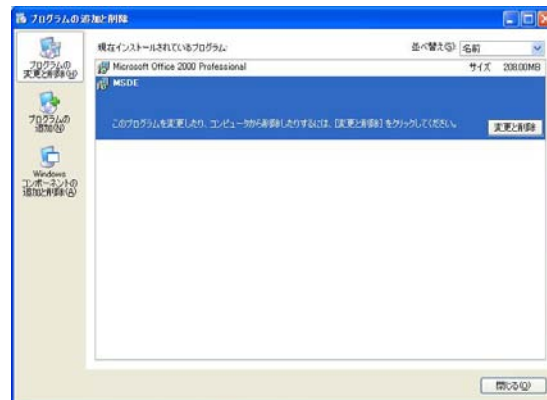 プログラムの追加と削除
プログラムの
変更と削除(H)
プログラムの
追加(N)
Windows
コンポーネントの
追加と削除(A)
現在インストールされているプログラム:
並べ替え(S):
名前
Microsoft Office 2000 Professional
サイズ
208.00MB
MSDE
このプログラムを変更したり、コンピュータから削除したりするには、[変更と削除] をクリックしてください。
変更と削除
閉じる(O)